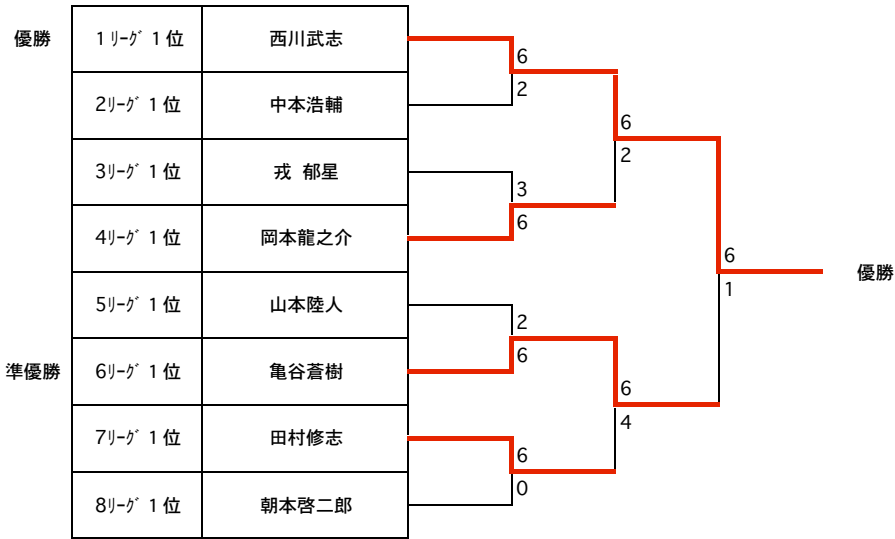 優勝 1ﾘｰｸﾞ 1位 西川武志
6
2ﾘｰｸﾞ 1位 中本浩輔
2
6
2
3ﾘｰｸﾞ 1位 戎 郁星
3
4ﾘｰｸﾞ 1位 岡本龍之介
6
6
優勝
1
5ﾘｰｸﾞ 1位 山本陸人
2
準優勝 6ﾘｰｸﾞ 1位 亀谷蒼樹
6
6
4
7ﾘｰｸﾞ 1位 田村修志
6
8ﾘｰｸﾞ 1位 朝本啓二郎
0